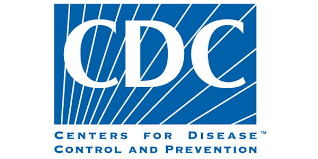 CDC
CENTERS FOR DISEASE™
CONTROL AND PREVENTION